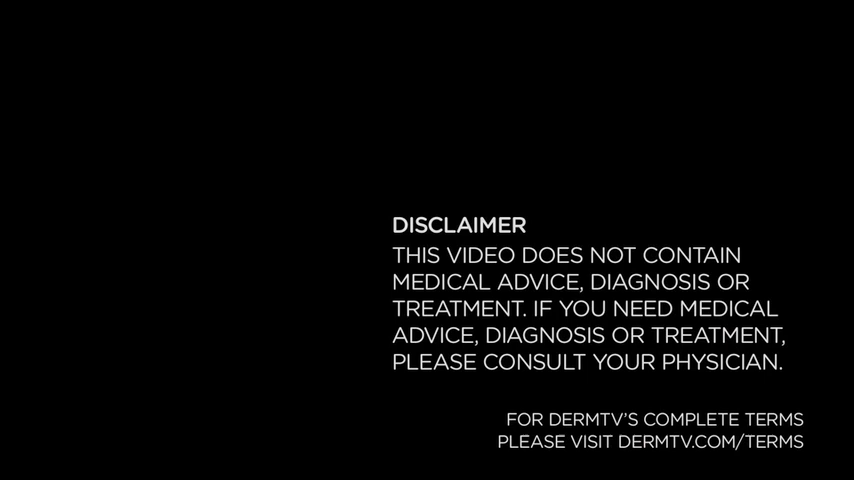 DISCLAIMER
THIS VIDEO DOES NOT CONTAIN
MEDICAL ADVICE, DIAGNOSIS OR
TREATMENT. IF YOU NEED MEDICAL
ADVICE, DIAGNOSIS OR TREATMENT,
PLEASE CONSULT YOUR PHYSICIAN.
FOR DERMTV'S COMPLETE TERMS
PLEASE VISIT DERMTV.COM/TERMS